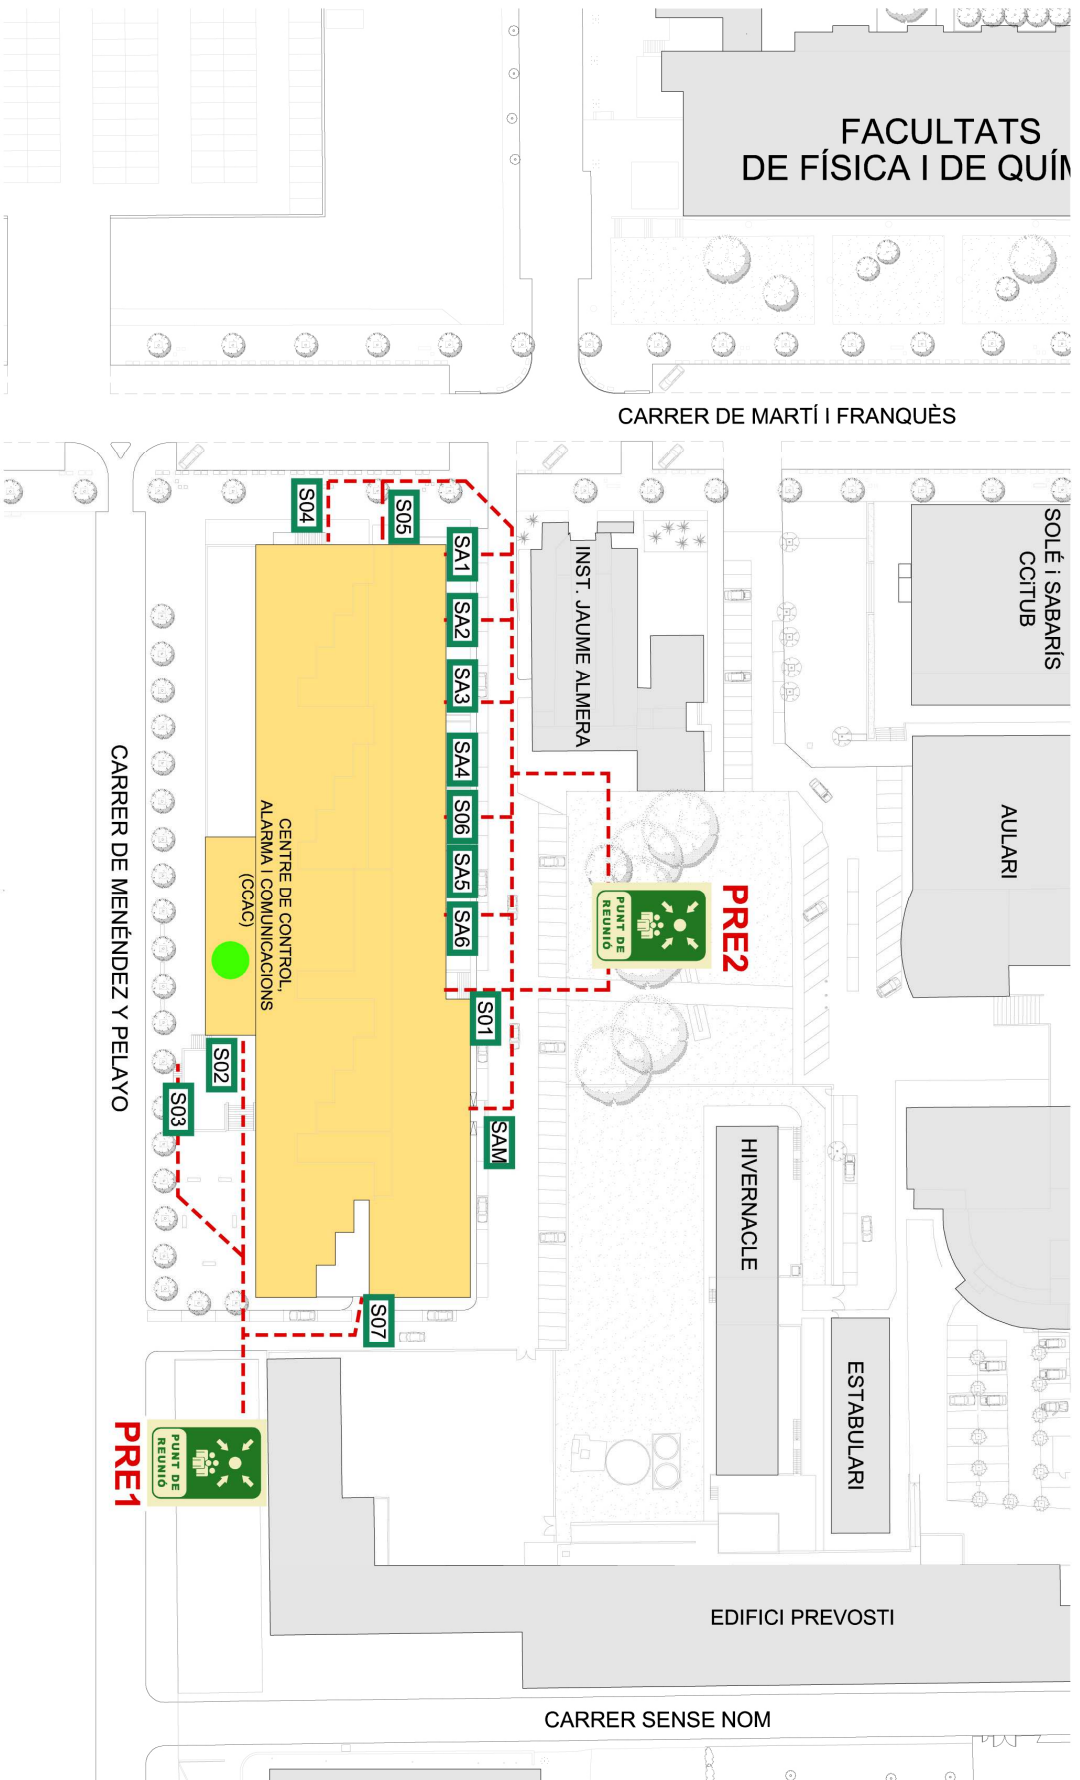 FACULTATS
DE FÍSICA I DE QUÍM
CARRER DE MARTÍ I FRANQUÈS
S04
S05
SA1
SA2
SA3
SA4
S06
SA5
SA6
S01
SAM
S02
S03
S07
INST. JAUME ALMERA
SOLÉ i SABARÍS
CCiTUB
AULARI
CENTRE DE CONTROL,
ALARMA I COMUNICACIONS
(CCAC)
CARRER DE MENÉNDEZ Y PELAYO
PRE2
PUNT DE
REUNIÓ
HIVERNACLE
ESTABULARI
PRE1
PUNT DE
REUNIÓ
EDIFICI PREVOSTI
CARRER SENSE NOM